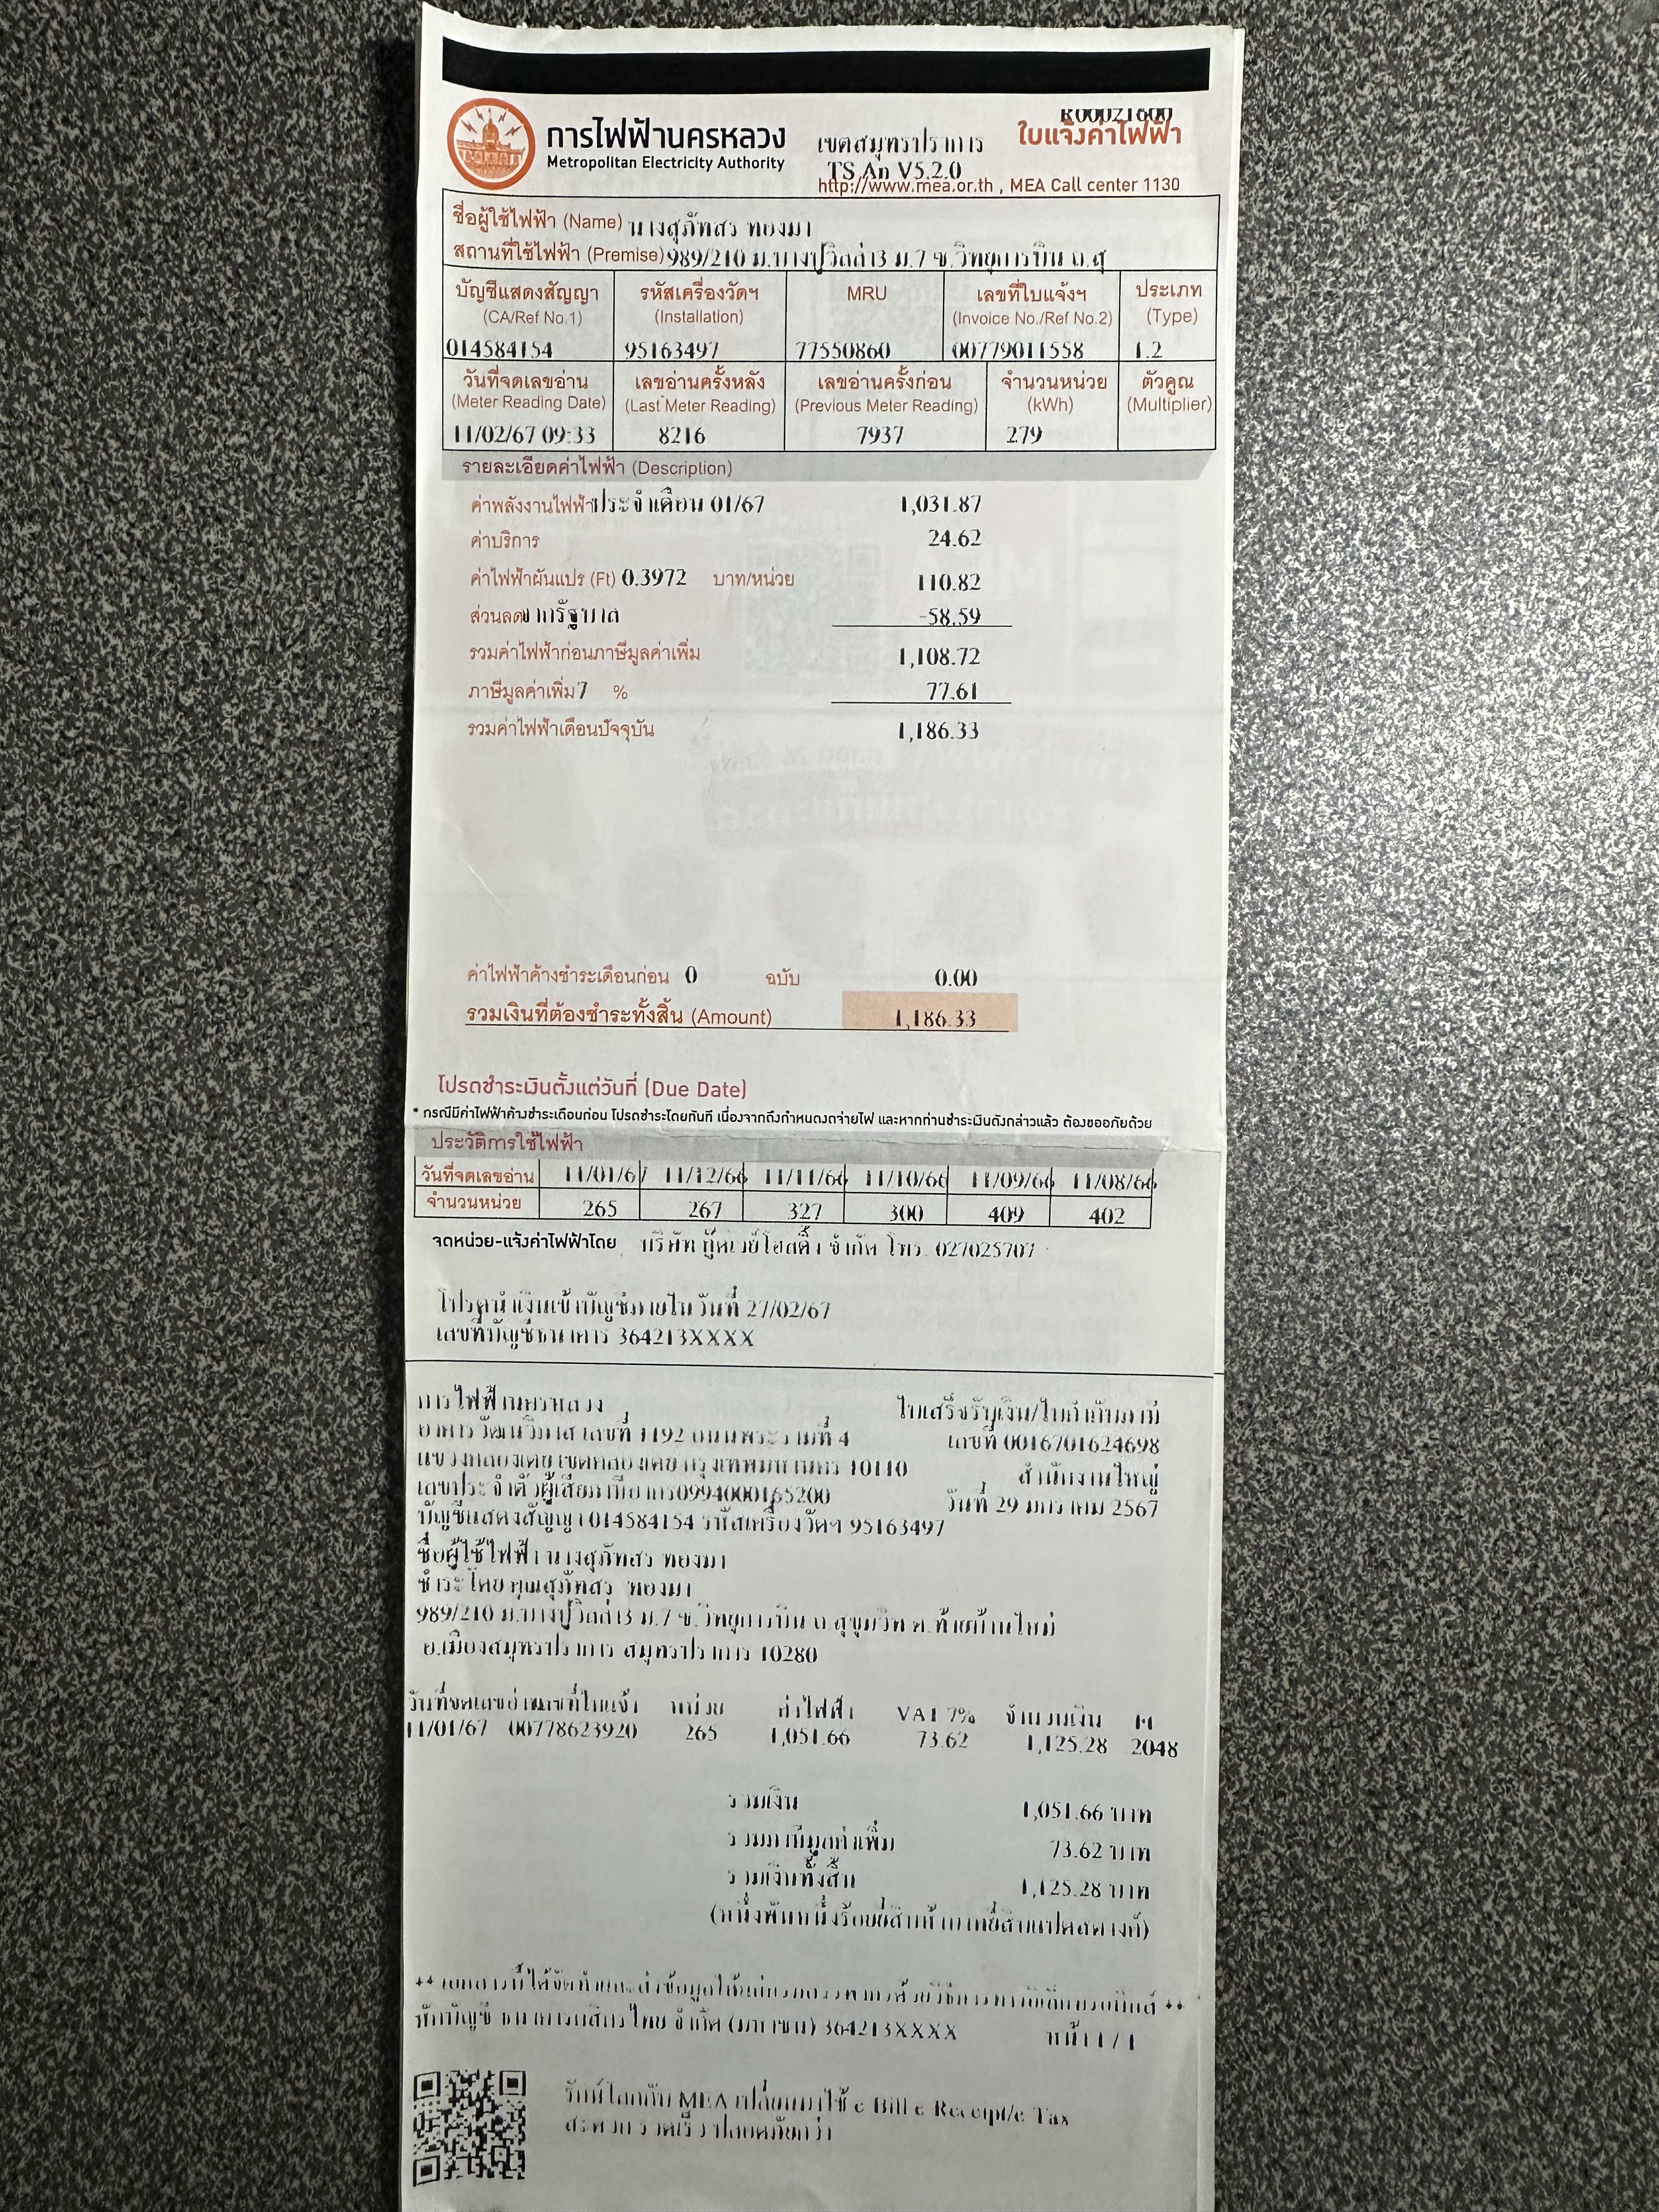 R00021600
การไฟฟ้านครหลวง เขตสมุทรปราการ ใบแจ้งค่าไฟฟ้า
Metropolitan Electricity Authority TS An V5.2.0
http://www.mea.or.th , MEA Call center 1130
ชื่อผู้ใช้ไฟฟ้า (Name) นางสุภัทสร ทองมา
สถานที่ใช้ไฟฟ้า (Premise) 989/210 ม.บางปูวิลล่า3 ม.7 ซ.วิทยุการบิน ถ.สุ
บัญชีแสดงสัญญา รหัสเครื่องวัดฯ MRU เลขที่ใบแจ้งฯ ประเภท
(CA/Ref No.1) (Installation) (Invoice No./Ref No.2) (Type)
014584154 95163497 77550860 00779011558 1.2
วันที่จดเลขอ่าน เลขอ่านครั้งหลัง เลขอ่านครั้งก่อน จำนวนหน่วย ตัวคูณ
(Meter Reading Date) (Last Meter Reading) (Previous Meter Reading) (kWh) (Multiplier)
11/02/67 09:33 8216 7937 279
รายละเอียดค่าไฟฟ้า (Description)
ค่าพลังงานไฟฟ้าประจำเดือน 01/67 1,031.87
ค่าบริการ 24.62
ค่าไฟฟ้าผันแปร (Ft) 0.3972 บาท/หน่วย 110.82
ส่วนลดจากรัฐบาล -58.59
รวมค่าไฟฟ้าก่อนภาษีมูลค่าเพิ่ม 1,108.72
ภาษีมูลค่าเพิ่ม 7 % 77.61
รวมค่าไฟฟ้าเดือนปัจจุบัน 1,186.33
ค่าไฟฟ้าค้างชำระเดือนก่อน 0 ฉบับ 0.00
รวมเงินที่ต้องชำระทั้งสิ้น (Amount) 1,186.33
โปรดชำระเงินตั้งแต่วันที่ (Due Date)
* กรณีมีค่าไฟฟ้าค้างชำระเดือนก่อน โปรดชำระโดยทันที เนื่องจากถึงกำหนดงดจ่ายไฟ และหากท่านชำระเงินดังกล่าวแล้ว ต้องขออภัยด้วย
ประวัติการใช้ไฟฟ้า
วันที่จดเลขอ่าน 11/01/67 11/12/66 11/11/66 11/10/66 11/09/66 11/08/66
จำนวนหน่วย 265 267 327 300 409 402
จดหน่วย-แจ้งค่าไฟฟ้าโดย บริษัท กู๊ดเวย์โฮสติ้ง จำกัด โทร. 027025707
โปรดนำเงินเข้าบัญชีภายในวันที่ 27/02/67
เลขที่บัญชีธนาคาร 364213XXXX
การไฟฟ้านครหลวง ใบเสร็จรับเงิน/ใบกำกับภาษี
อาคารวัฒนวิภาส เลขที่ 1192 ถนนพระรามที่ 4 เลขที่ 0016701624698
แขวงคลองเตย เขตคลองเตย กรุงเทพมหานคร 10110 สำนักงานใหญ่
เลขประจำตัวผู้เสียภาษีอากร0994000165200 วันที่ 29 มกราคม 2567
บัญชีแสดงสัญญา 014584154 รหัสเครื่องวัดฯ 95163497
ชื่อผู้ใช้ไฟฟ้า นางสุภัทสร ทองมา
ชำระโดย คุณสุภัทสร ทองมา
989/210 ม.บางปูวิลล่า3 ม.7 ซ.วิทยุการบิน ถ.สุขุมวิท ต.ท้ายบ้านใหม่
อ.เมืองสมุทรปราการ สมุทรปราการ 10280
วันที่จดเลขอ่าน เลขที่ใบแจ้ง หน่วย ค่าไฟฟ้า VAT 7% จำนวนเงิน Ft
11/01/67 00778623920 265 1,051.66 73.62 1,125.28 2048
รวมเงิน 1,051.66 บาท
รวมภาษีมูลค่าเพิ่ม 73.62 บาท
รวมเงินทั้งสิ้น 1,125.28 บาท
(หนึ่งพันหนึ่งร้อยยี่สิบห้าบาทยี่สิบแปดสตางค์)
** เอกสารนี้ได้จัดทำและส่งข้อมูลให้แก่กรมสรรพากรด้วยวิธีการทางอิเล็กทรอนิกส์ **
หักบัญชี ธนาคารกสิกรไทย จำกัด (มหาชน) 364213XXXX หน้า 1 / 1
รักษ์โลกกับ MEA เปลี่ยนมาใช้ e Bill e Receipt/e Tax
สะดวก รวดเร็ว ปลอดภัยกว่า